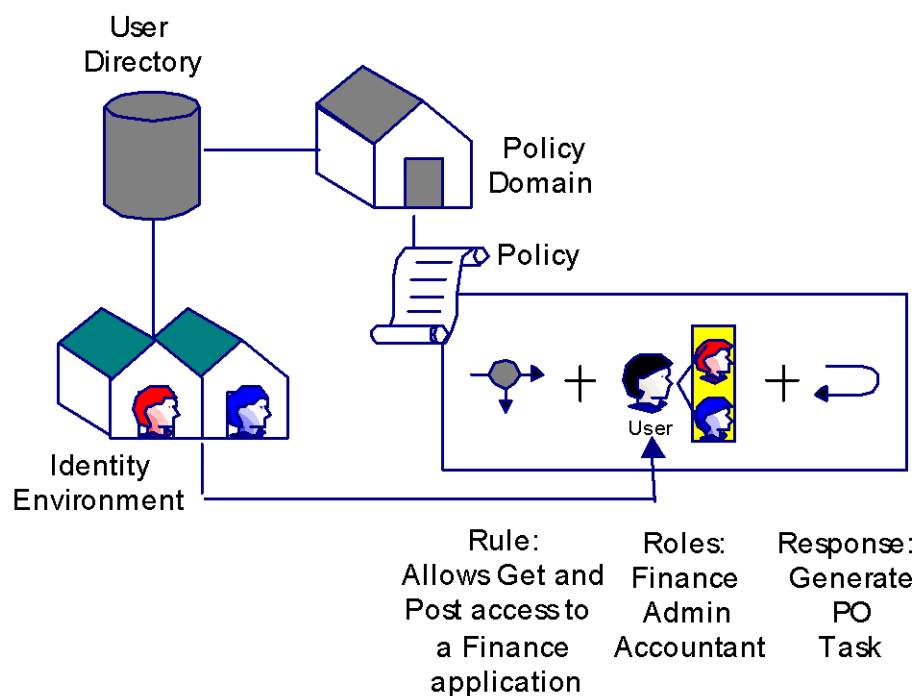 User
Directory
Policy
Domain
Policy
User
Identity
Environment
Rule:
Allows Get and
Post access to
a Finance
application
Roles:
Finance
Admin
Accountant
Response:
Generate
PO
Task